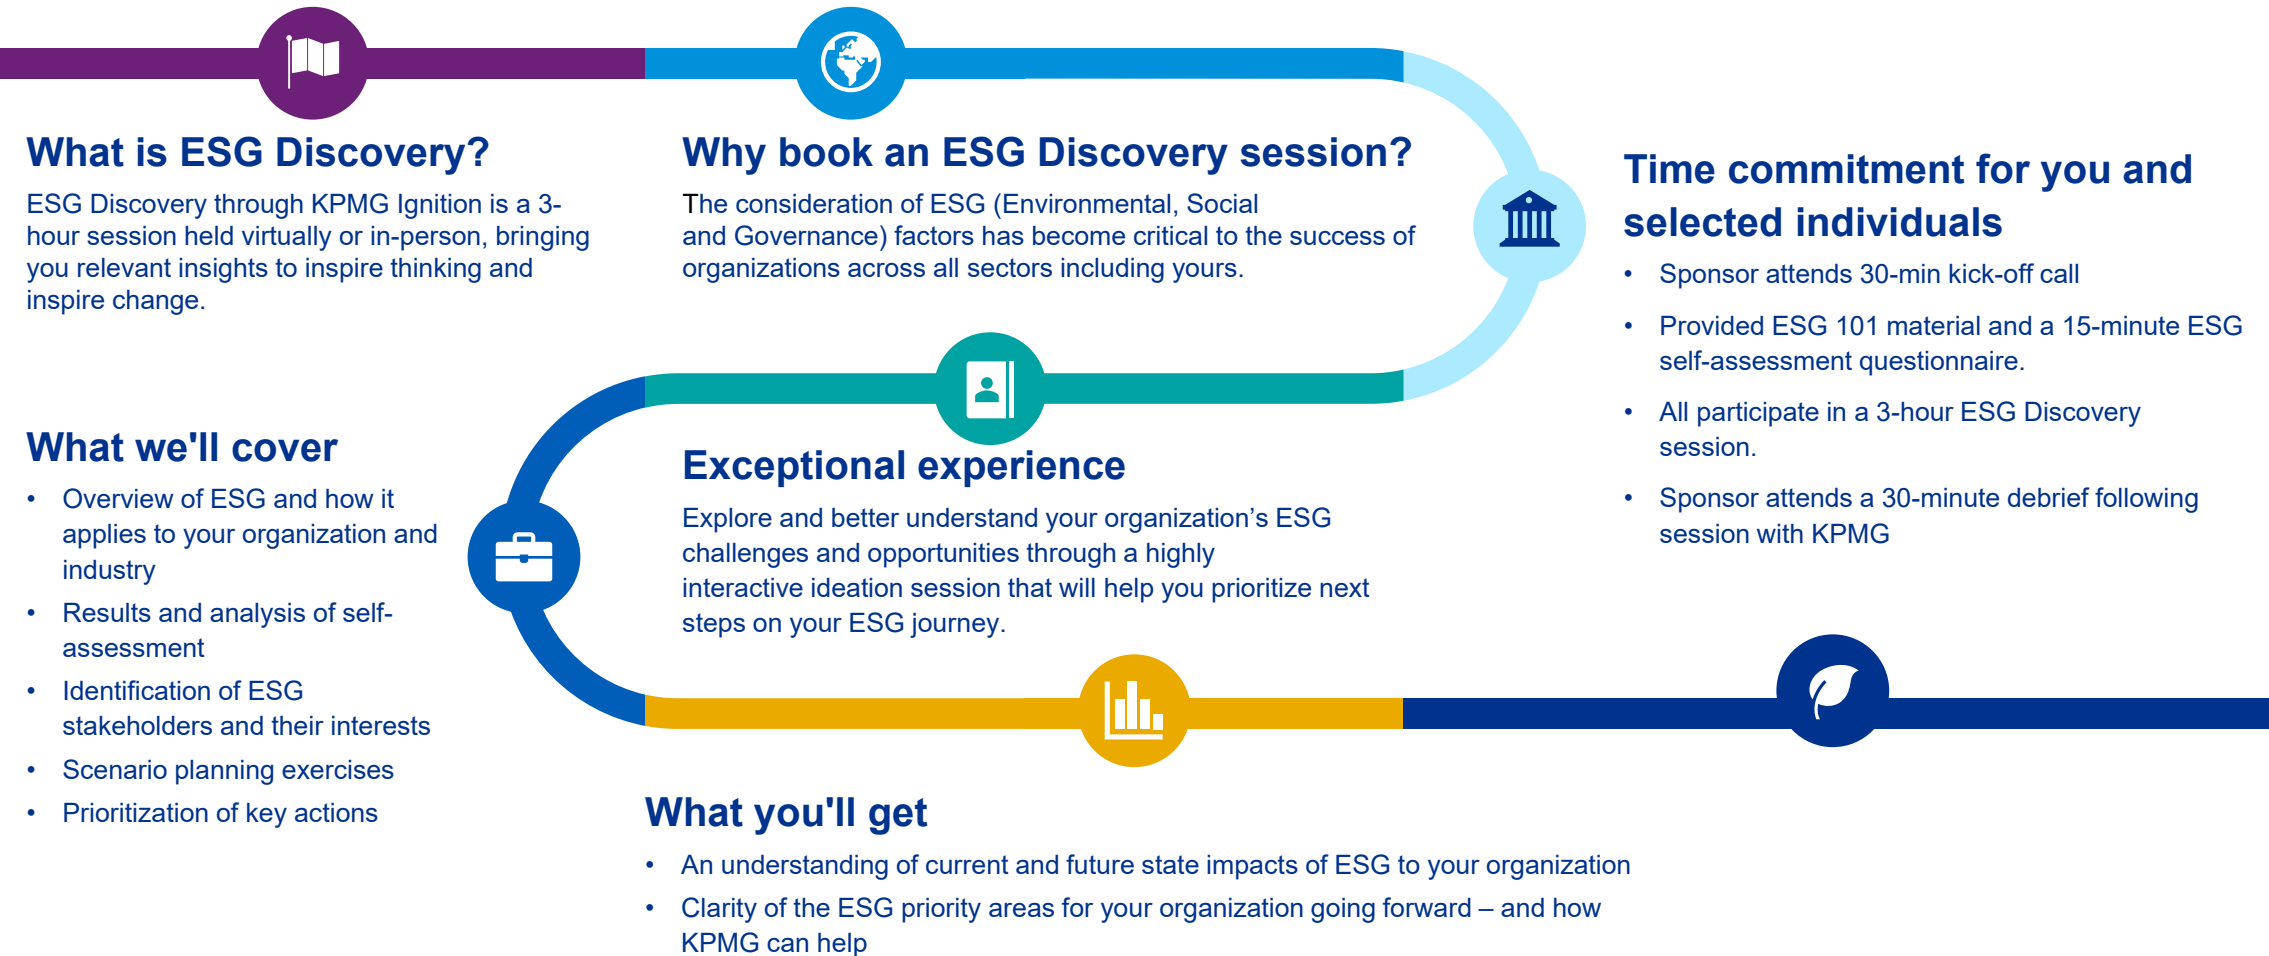 What is ESG Discovery?
ESG Discovery through KPMG Ignition is a 3-
hour session held virtually or in-person, bringing
you relevant insights to inspire thinking and
inspire change.
Why book an ESG Discovery session?
The consideration of ESG (Environmental, Social
and Governance) factors has become critical to the success of
organizations across all sectors including yours.
Time commitment for you and
selected individuals
• Sponsor attends 30-min kick-off call
• Provided ESG 101 material and a 15-minute ESG
self-assessment questionnaire.
• All participate in a 3-hour ESG Discovery
session.
• Sponsor attends a 30-minute debrief following
session with KPMG
Exceptional experience
Explore and better understand your organization’s ESG
challenges and opportunities through a highly
interactive ideation session that will help you prioritize next
steps on your ESG journey.
What we'll cover
• Overview of ESG and how it
applies to your organization and
industry
• Results and analysis of self-
assessment
• Identification of ESG
stakeholders and their interests
• Scenario planning exercises
• Prioritization of key actions
What you'll get
• An understanding of current and future state impacts of ESG to your organization
• Clarity of the ESG priority areas for your organization going forward – and how
KPMG can help